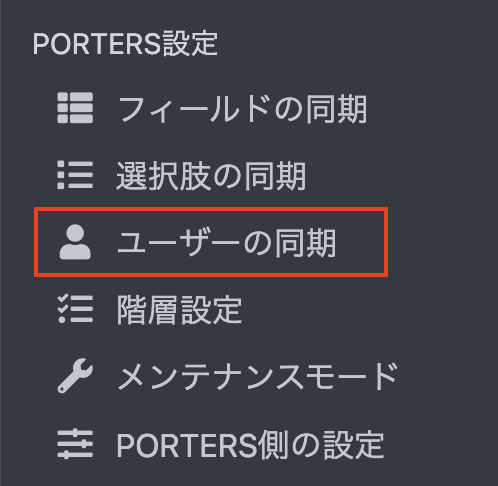 PORTERS設定
フィールドの同期
選択肢の同期
ユーザーの同期
階層設定
メンテナンスモード
PORTERS側の設定